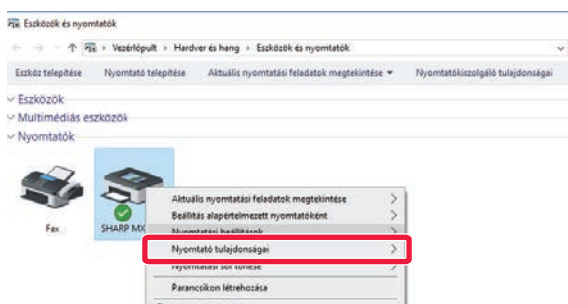 Eszközök és nyomtatók
Vezérlőpult › Hardver és hang › Eszközök és nyomtatók
Eszköz telepítése Nyomtató telepítése Aktuális nyomtatási feladatok megtekintése Nyomtatókiszolgáló tulajdonságai
Eszközök
Multimédiás eszközök
Nyomtatók
Fax
SHARP MX
Aktuális nyomtatási feladatok megtekintése
Beállítás alapértelmezett nyomtatóként
Nyomtatási beállítások
Nyomtató tulajdonságai
Nyomtatási sor törlése
Parancsikon létrehozása